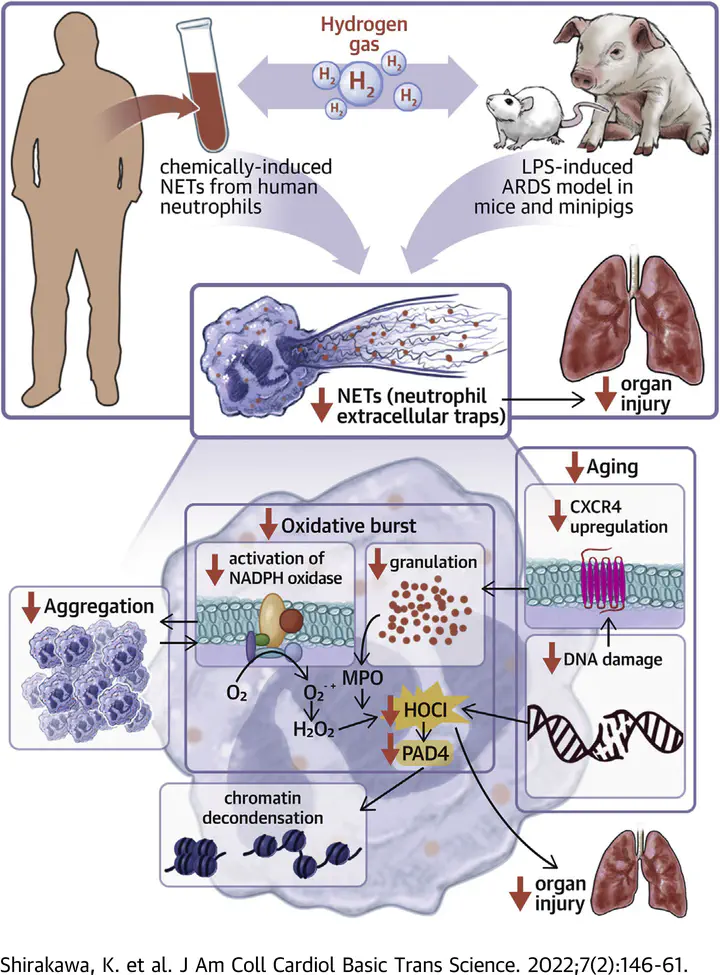 Hydrogen
gas
H2
H2
H2
H2
H2
chemically-induced
NETs from human
neutrophils
LPS-induced
ARDS model in
mice and minipigs
NETs (neutrophil
extracellular traps)
organ
injury
Aging
CXCR4
upregulation
Oxidative burst
activation of
NADPH oxidase
granulation
Aggregation
DNA damage
O2
O2-+
MPO
H2O2
HOCI
PAD4
chromatin
decondensation
organ
injury
Shirakawa, K. et al. J Am Coll Cardiol Basic Trans Science. 2022;7(2):146-61.